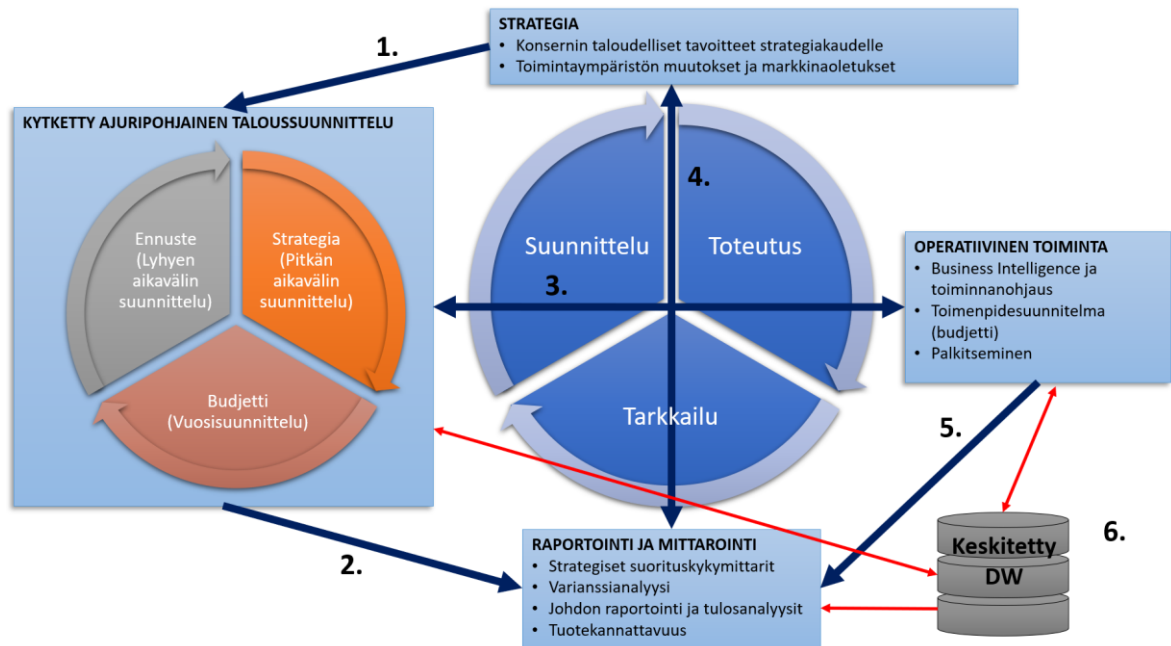 STRATEGIA
• Konsernin taloudelliset tavoitteet strategiakaudelle
• Toimintaympäristön muutokset ja markkinaoletukset
1.
KYTKETTY AJURIPOHJAINEN TALOUSSUUNNITTELU
Ennuste
(Lyhyen
aikavälin
suunnittelu)
Strategia
(Pitkän
aikavälin
suunnittelu)
Budjetti
(Vuosisuunnittelu)
Suunnittelu
Toteutus
Tarkkailu
4.
3.
OPERATIIVINEN TOIMINTA
• Business Intelligence ja
toiminnanohjaus
• Toimenpidesuunnitelma
(budjetti)
• Palkitseminen
5.
2.
RAPORTOINTI JA MITTAROINTI
• Strategiset suorituskykymittarit
• Varianssianalyysi
• Johdon raportointi ja tulosanalyysit
• Tuotekannattavuus
Keskitetty
DW
6.